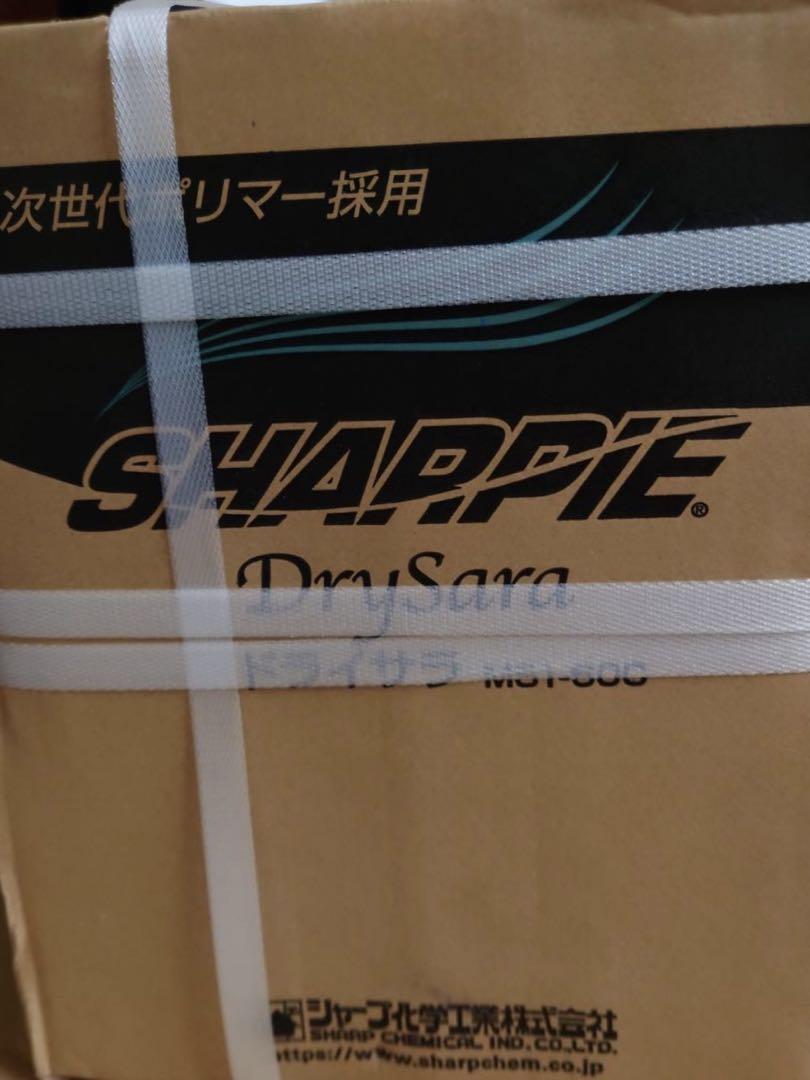 次世代ポリマー採用
SHARPIE®
DrySara
ドライサラ
シャープ化学工業株式会社
SHARP CHEMICAL IND. CO.,LTD.
https://www.sharpchem.co.jp